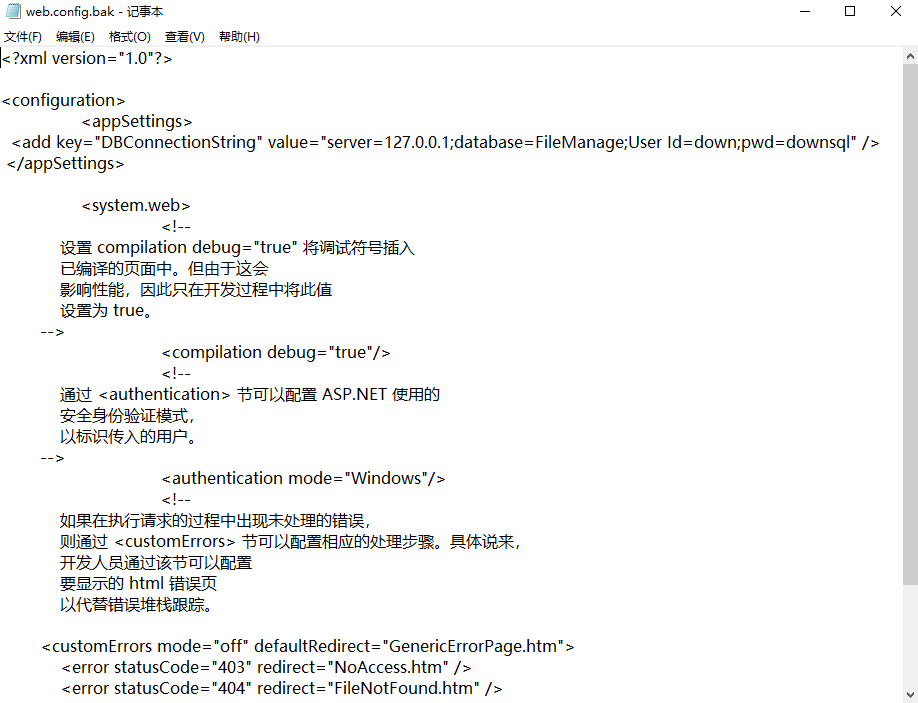 web.config.bak - 记事本
文件(F) 编辑(E) 格式(O) 查看(V) 帮助(H)
<?xml version="1.0"?>
<configuration>
<appSettings>
<add key="DBConnectionString" value="server=127.0.0.1;database=FileManage;User Id=down;pwd=downsql" />
</appSettings>
<system.web>
<!--
设置 compilation debug="true" 将调试符号插入
已编译的页面中。但由于这会
影响性能，因此只在开发过程中将此值
设置为 true。
-->
<compilation debug="true"/>
<!--
通过 <authentication> 节可以配置 ASP.NET 使用的
安全身份验证模式，
以标识传入的用户。
-->
<authentication mode="Windows"/>
<!--
如果在执行请求的过程中出现未处理的错误，
则通过 <customErrors> 节可以配置相应的处理步骤。具体说来，
开发人员通过该节可以配置
要显示的 html 错误页
以代替错误堆栈跟踪。
<customErrors mode="off" defaultRedirect="GenericErrorPage.htm">
<error statusCode="403" redirect="NoAccess.htm" />
<error statusCode="404" redirect="FileNotFound.htm" />